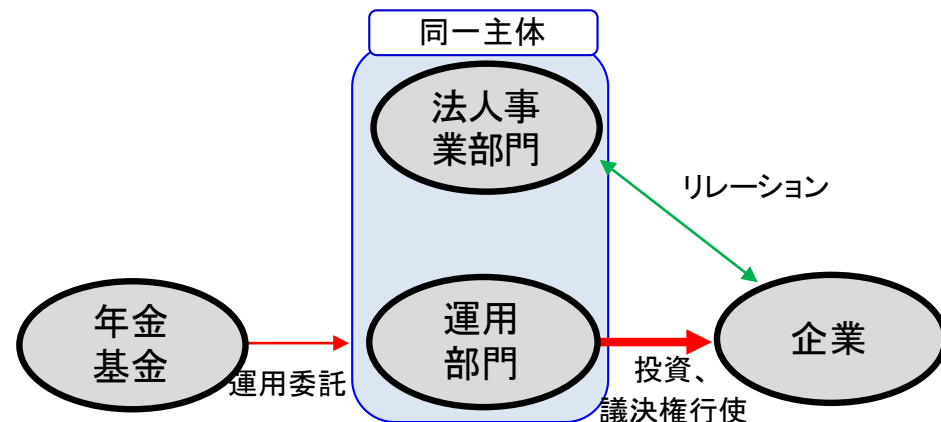 同一主体
法人事
業部門
リレーション
年金
基金
運用委託
運用
部門
投資、
議決権行使
企業